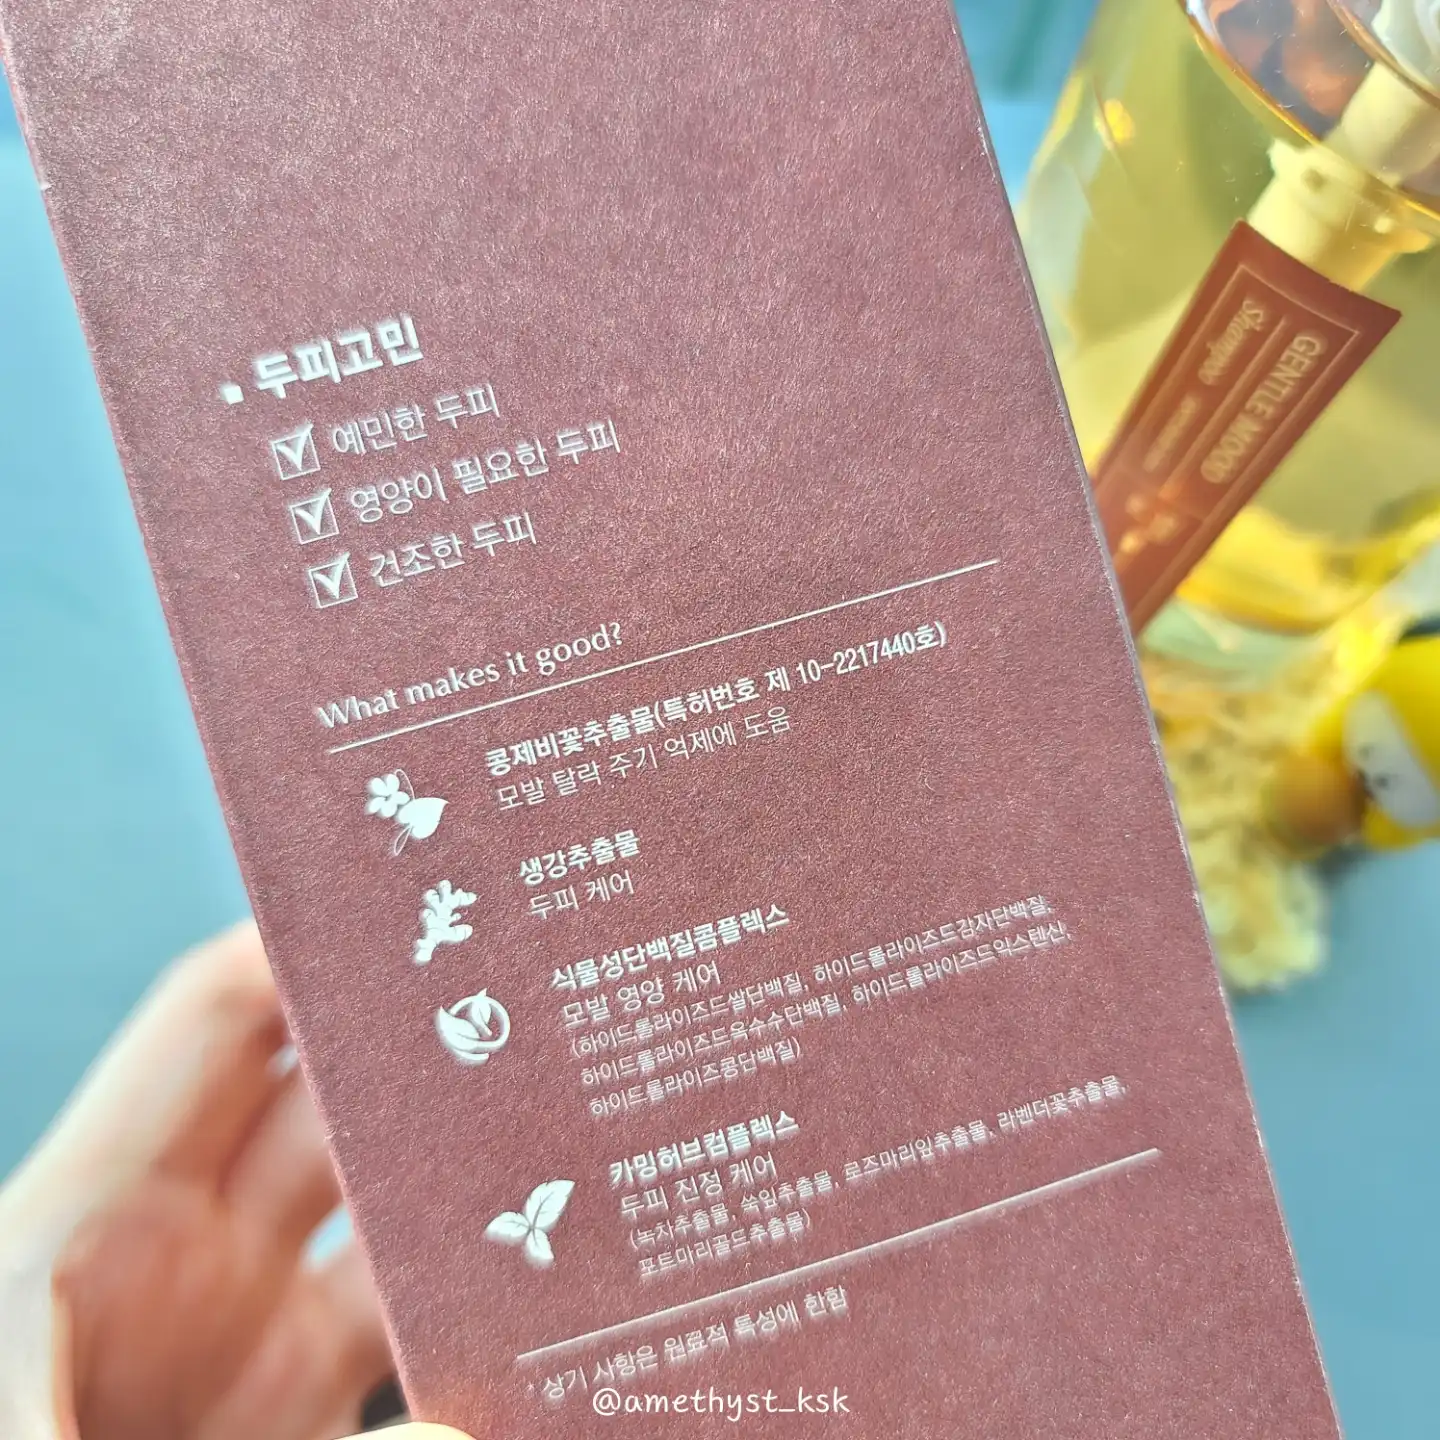 두피고민
예민한 두피
영양이 필요한 두피
건조한 두피
What makes it good?
콩제비꽃추출물(특허번호 제 10-2217440호)
모발 탈락 주기 억제에 도움
생강추출물
두피 케어
식물성단백질콤플렉스
모발 영양 케어
(하이드롤라이즈드쌀단백질, 하이드롤라이즈드감자단백질,
하이드롤라이즈드옥수수단백질, 하이드롤라이즈드익스텐신,
하이드롤라이즈콩단백질)
카밍허브컴플렉스
두피 진정 케어
(녹차추출물, 쑥잎추출물, 로즈마리잎추출물, 라벤더꽃추출물,
포트마리골드추출물)
* 상기 사항은 원료적 특성에 한함
@amethyst_ksk
GENTLE MOOD
Shampoo